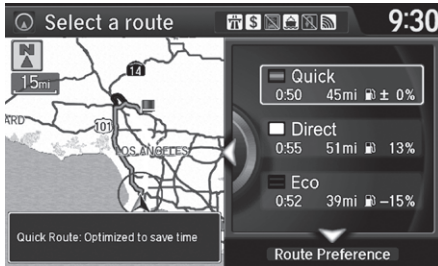 Select a route
$
9:30
N
15mi
14
101
LOS ANGELES
Quick
0:50 45mi ± 0%
Direct
0:55 51mi 13%
Eco
0:52 39mi −15%
Quick Route: Optimized to save time
Route Preference